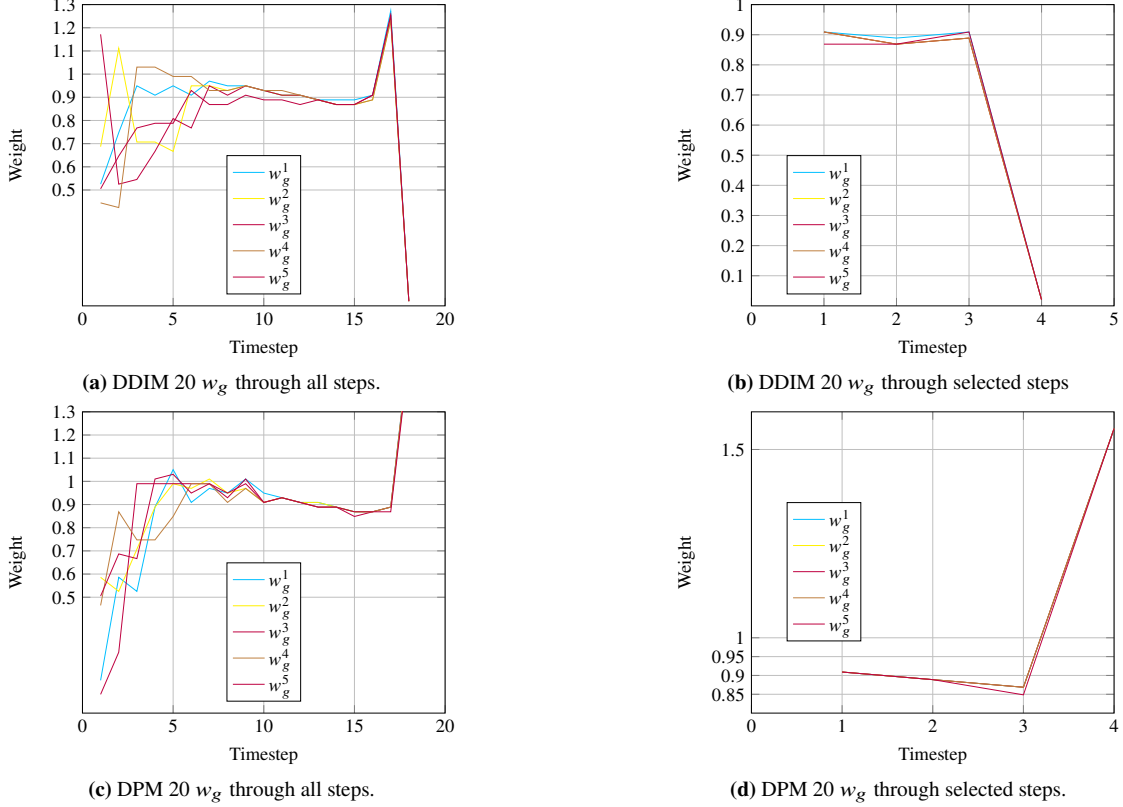 1.3
1.2
1.1
1
0.9
0.8
0.7
0.6
0.5
Weight
w_g^1
w_g^2
w_g^3
w_g^4
w_g^5
0 5 10 15 20
Timestep
(a) DDIM 20 w_g through all steps.
1
0.9
0.8
0.7
0.6
0.5
0.4
0.3
0.2
0.1
Weight
w_g^1
w_g^2
w_g^3
w_g^4
w_g^5
0 1 2 3 4 5
Timestep
(b) DDIM 20 w_g through selected steps
1.3
1.2
1.1
1
0.9
0.8
0.7
0.6
0.5
Weight
w_g^1
w_g^2
w_g^3
w_g^4
w_g^5
0 5 10 15 20
Timestep
(c) DPM 20 w_g through all steps.
1.5
1
0.95
0.9
0.85
Weight
w_g^1
w_g^2
w_g^3
w_g^4
w_g^5
0 1 2 3 4
Timestep
(d) DPM 20 w_g through selected steps.